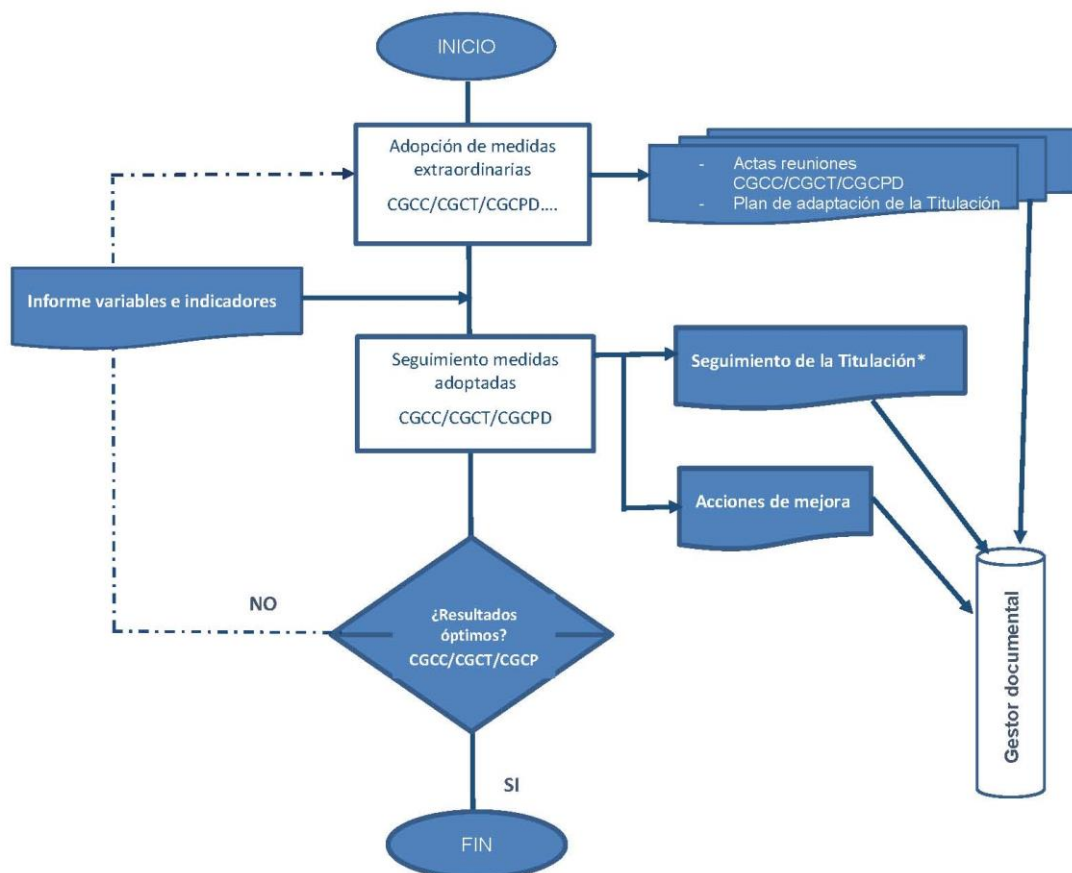 INICIO
Adopción de medidas
extraordinarias
CGCC/CGCT/CGCPD....
- Actas reuniones
CGCC/CGCT/CGCPD
- Plan de adaptación de la Titulación
Informe variables e indicadores
Seguimiento medidas
adoptadas
CGCC/CGCT/CGCPD
Seguimiento de la Titulación*
Acciones de mejora
NO
¿Resultados
óptimos?
CGCC/CGCT/CGCP
Gestor documental
SI
FIN